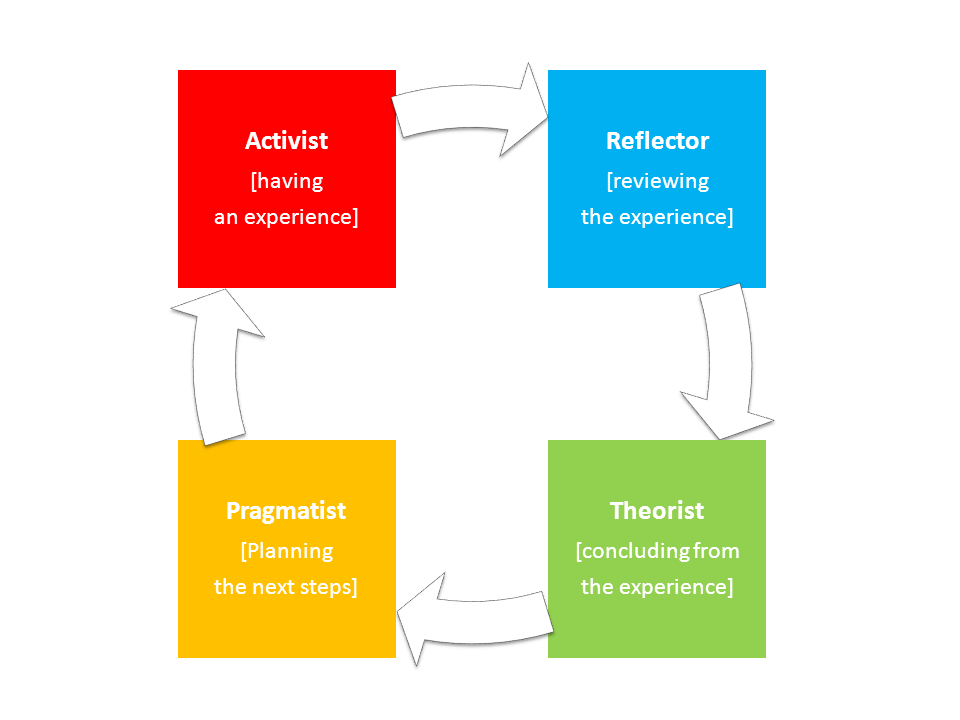 Activist
[having
an experience]
Reflector
[reviewing
the experience]
Pragmatist
[Planning
the next steps]
Theorist
[concluding from
the experience]